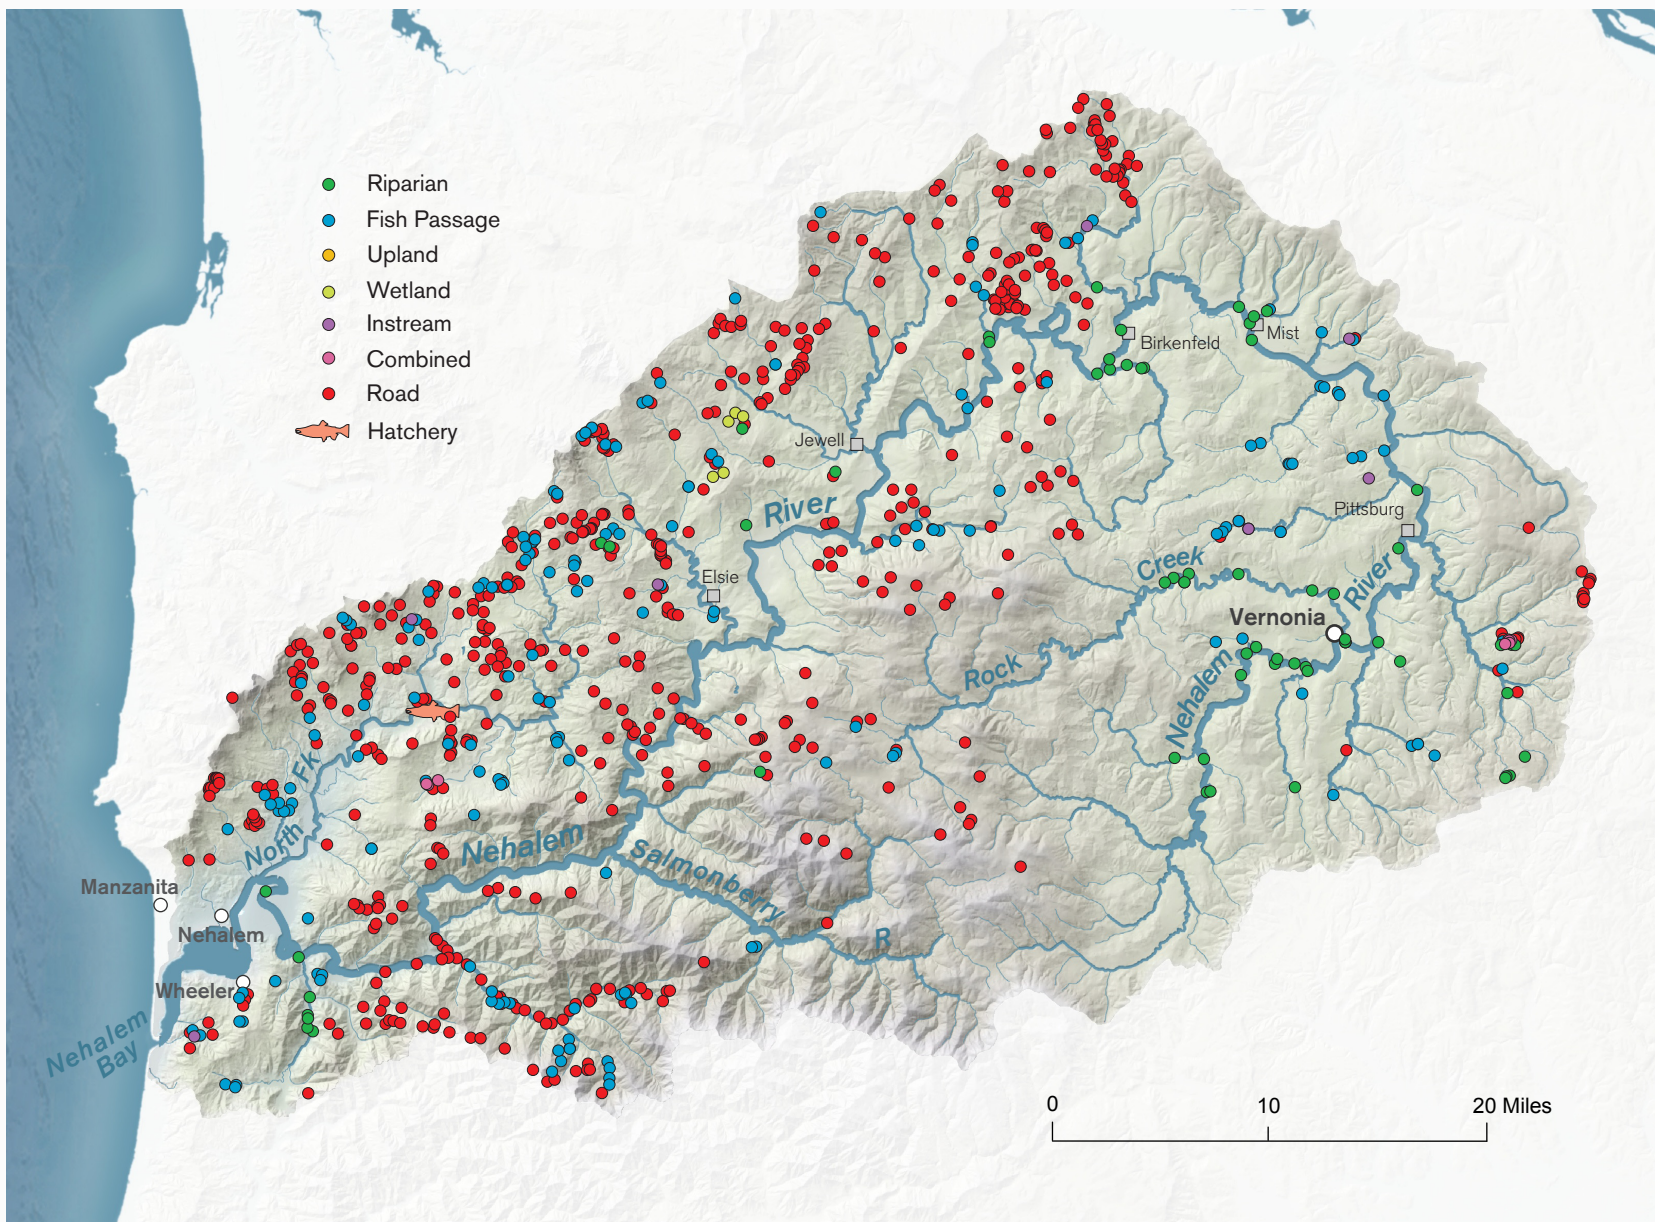 Riparian
Fish Passage
Upland
Wetland
Instream
Combined
Road
Hatchery
Mist
Birkenfeld
Jewell
River
Pittsburg
Elsie
Creek
River
Vernonia
Rock
Nehalem
North Fk
Nehalem
Salmonberry
R
Manzanita
Nehalem
Wheeler
Nehalem
Bay
0 10 20 Miles